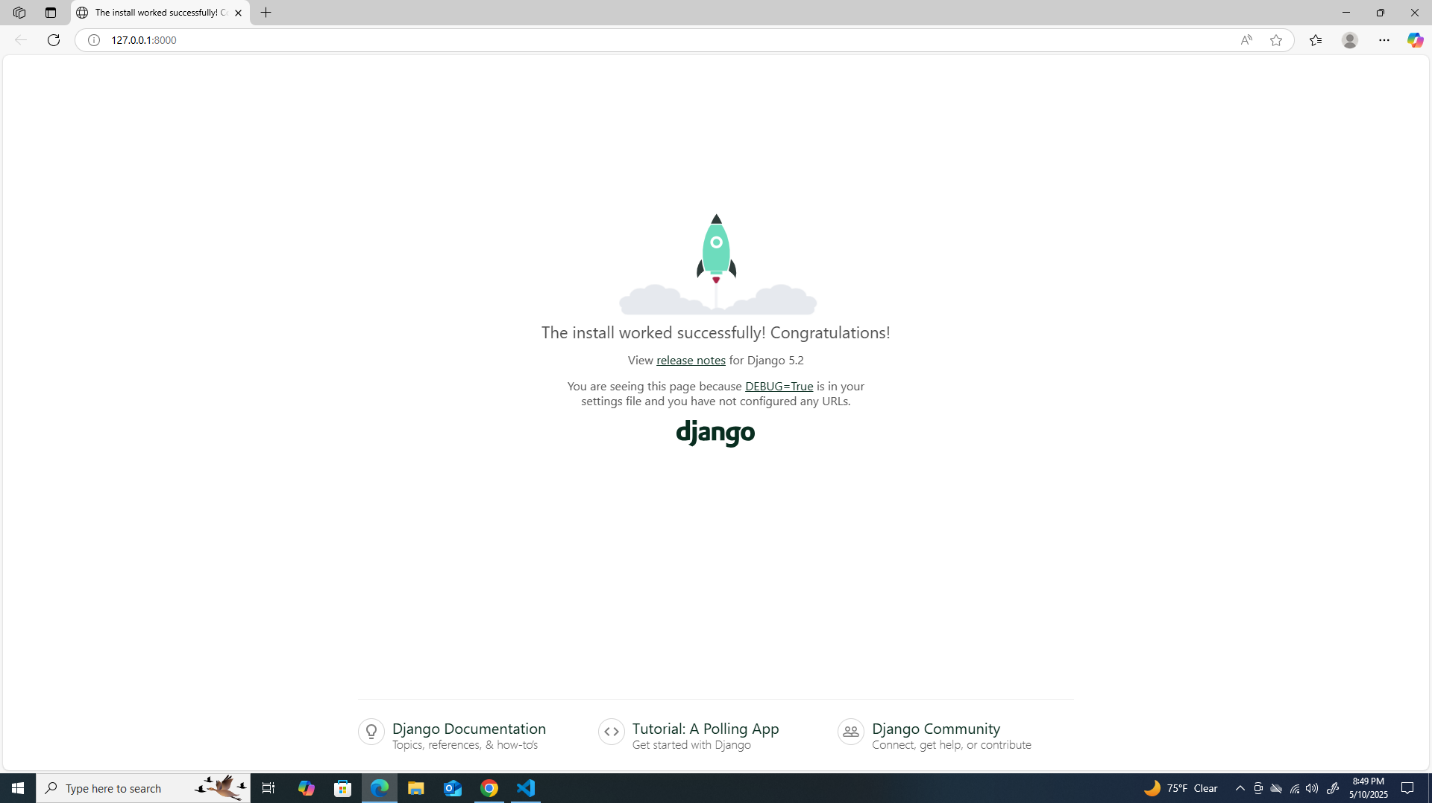 The install worked successfully! Co
127.0.0.1:8000
The install worked successfully! Congratulations!
View release notes for Django 5.2
You are seeing this page because DEBUG=True is in your
settings file and you have not configured any URLs.
django
Django Documentation
Topics, references, & how-to's
Tutorial: A Polling App
Get started with Django
Django Community
Connect, get help, or contribute
Type here to search
75°F Clear
8:49 PM
5/10/2025